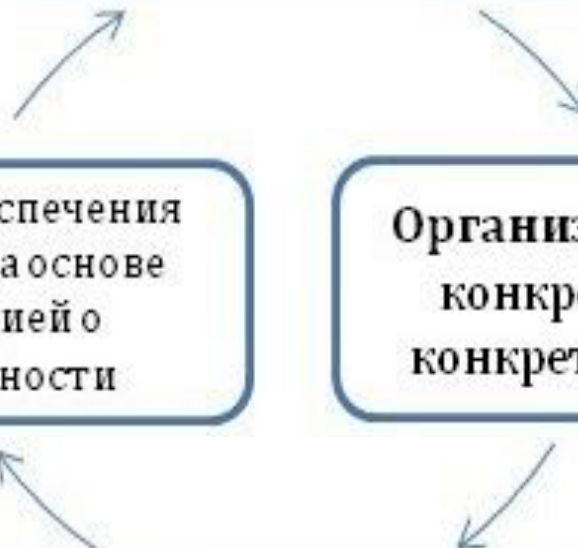 спечения
а основе
ией о
ности
Органи
конкр
конкрет